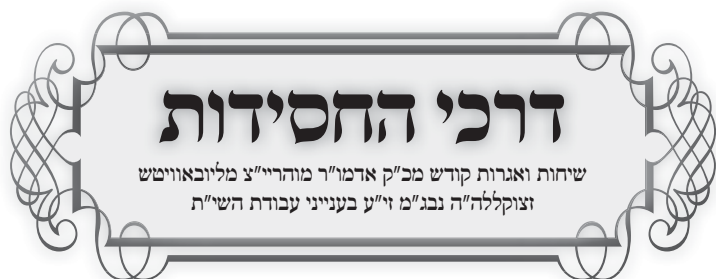 דרכי החסידות
שיחות ואגרות קודש מכ"ק אדמו"ר מוהריי"צ מליובאוויטש
זצוקללה"ה נבג"מ זי"ע בענייני עבודת השי"ת